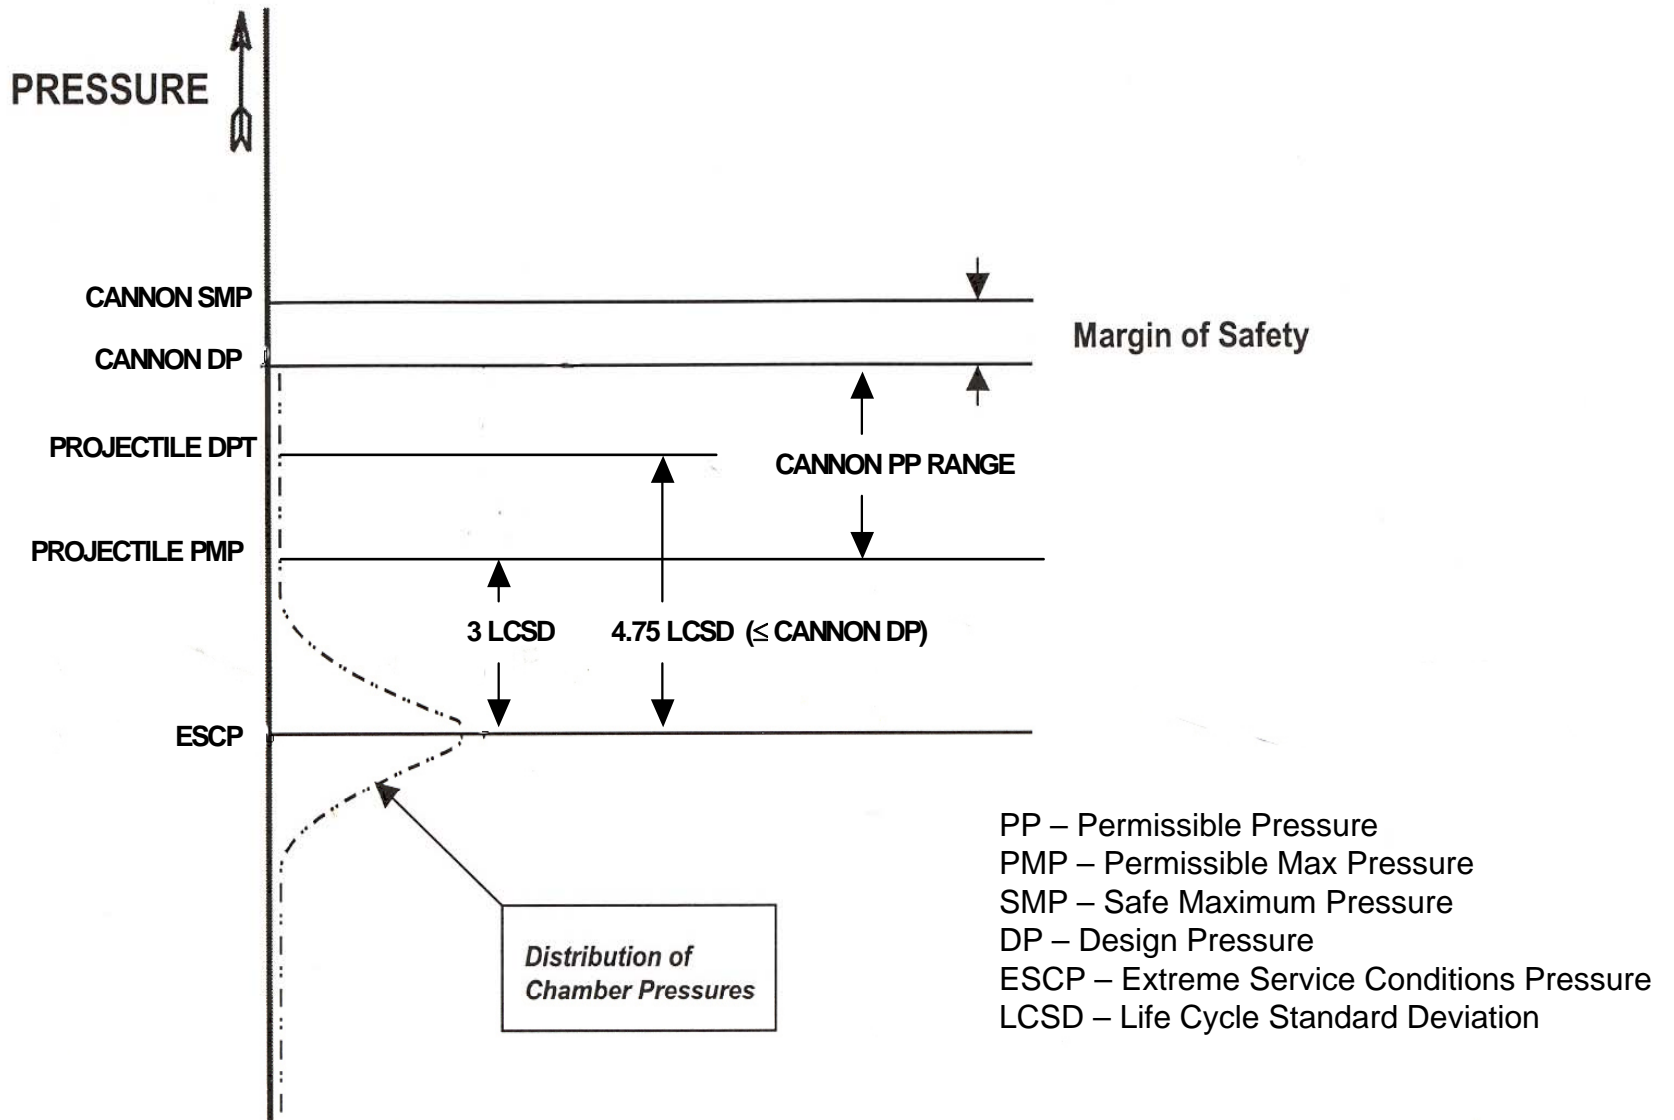 PRESSURE
CANNON SMP
Margin of Safety
CANNON DP
PROJECTILE DPT
CANNON PP RANGE
PROJECTILE PMP
3 LCSD
4.75 LCSD (≤ CANNON DP)
ESCP
Distribution of
Chamber Pressures
PP – Permissible Pressure
PMP – Permissible Max Pressure
SMP – Safe Maximum Pressure
DP – Design Pressure
ESCP – Extreme Service Conditions Pressure
LCSD – Life Cycle Standard Deviation